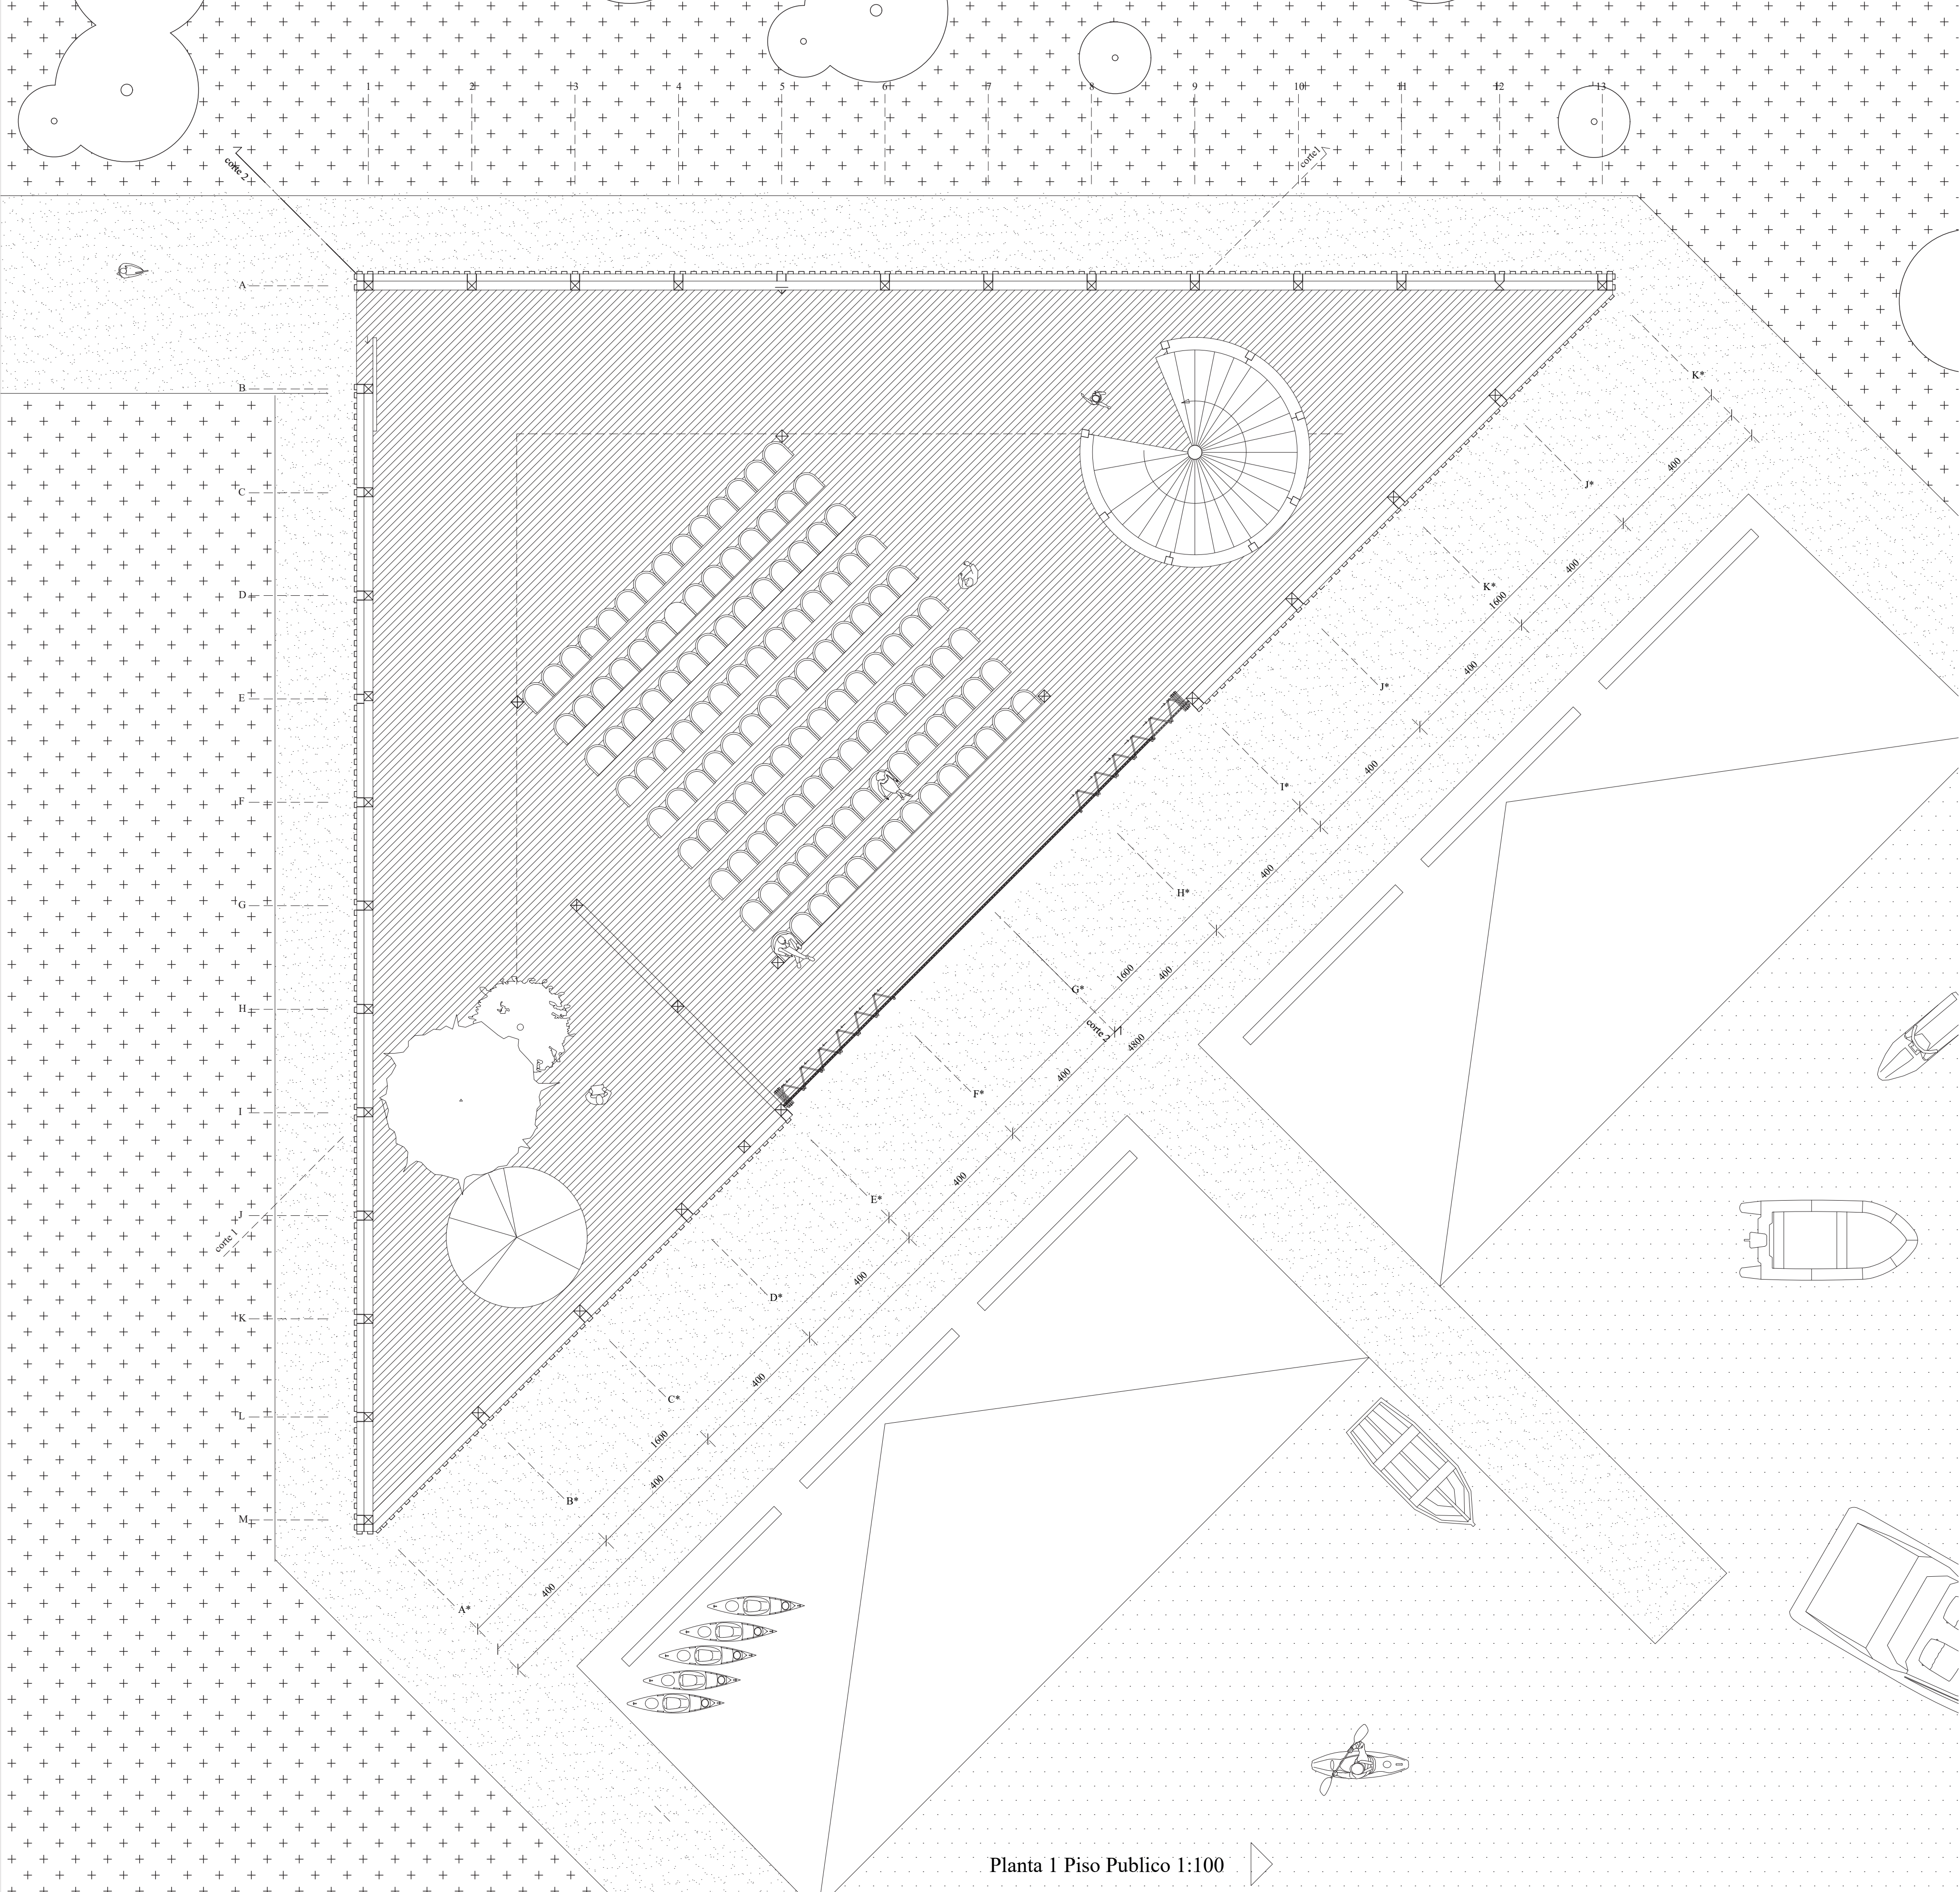 1 2 3 4 5 6 7 8 9 10 11 12 13
corte 2
corte1
A
B
C
D
E
F
G
H
I
J
K
L
M
corte 1
K*
J*
K*
J*
I*
H*
G*
F*
E*
D*
C*
B*
A*
400
400
1600
400
400
400
1600
400
corte 2
4800
400
400
400
400
1600
400
400
Planta 1 Piso Publico 1:100